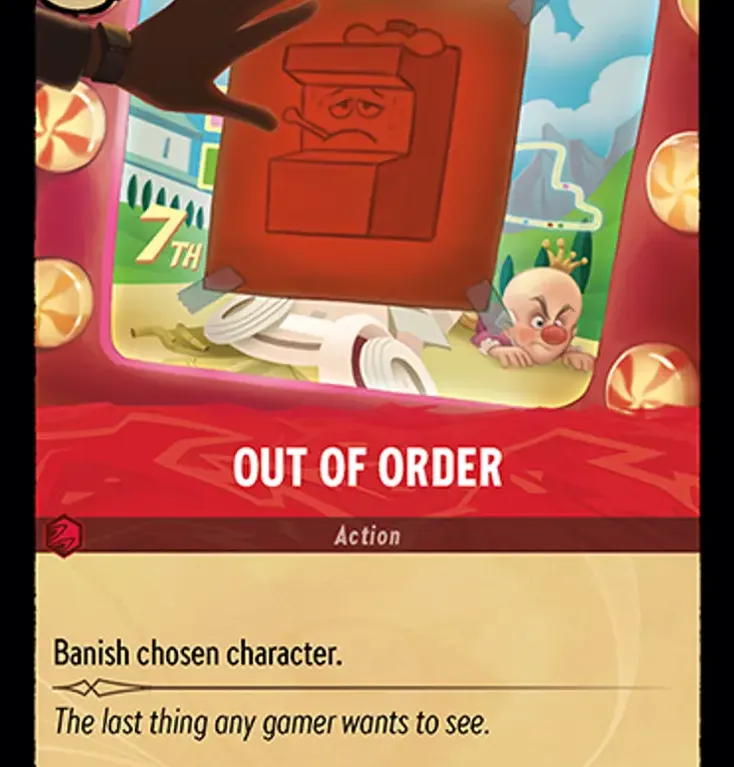 7TH
OUT OF ORDER
Action
Banish chosen character.
The last thing any gamer wants to see.